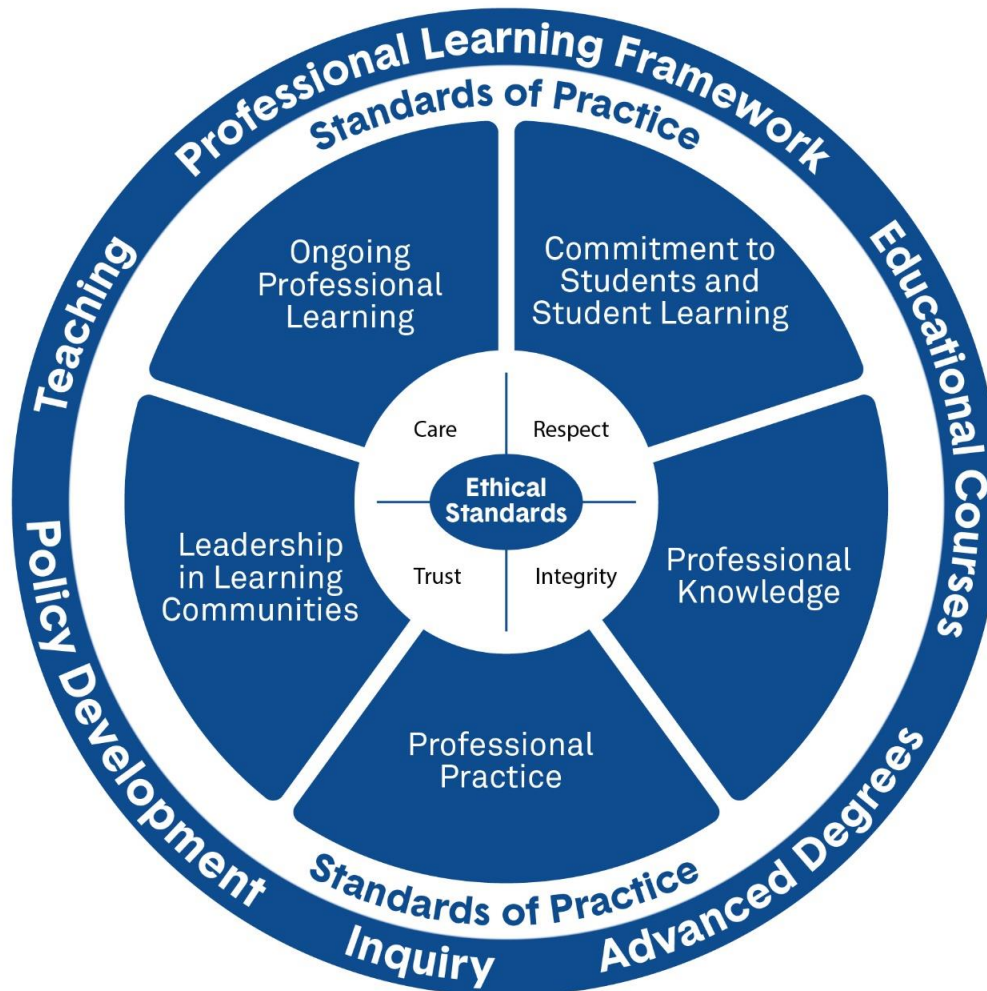 Professional Learning Framework
Educational Courses
Advanced Degrees
Inquiry
Policy Development
Teaching
Standards of Practice
Commitment to
Students and
Student Learning
Professional
Knowledge
Professional
Practice
Leadership
in Learning
Communities
Ongoing
Professional
Learning
Care
Respect
Ethical
Standards
Trust
Integrity
Standards of Practice